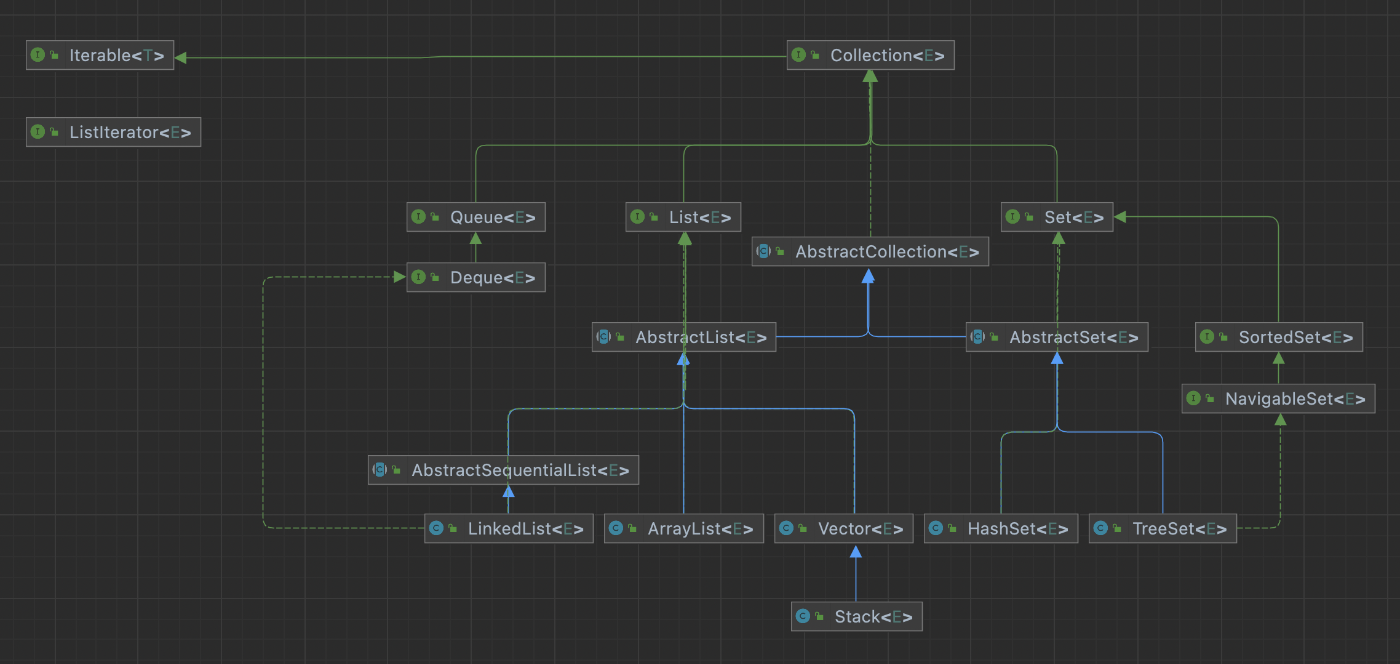 Iterable<T>
Collection<E>
ListIterator<E>
Queue<E>
List<E>
Set<E>
AbstractCollection<E>
Deque<E>
AbstractList<E>
AbstractSet<E>
SortedSet<E>
NavigableSet<E>
AbstractSequentialList<E>
LinkedList<E>
ArrayList<E>
Vector<E>
HashSet<E>
TreeSet<E>
Stack<E>